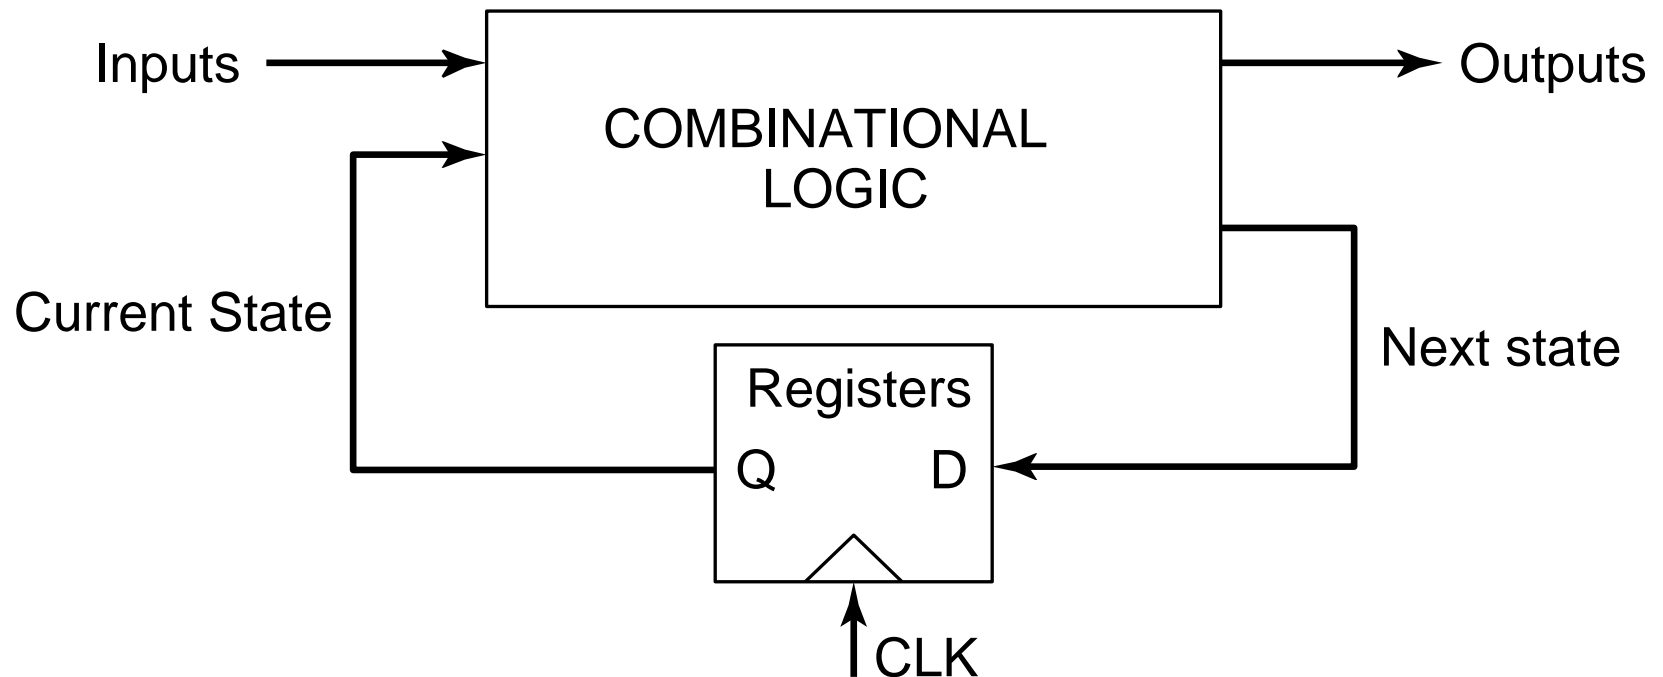 Inputs
Outputs
COMBINATIONAL
LOGIC
Current State
Next state
Registers
Q
D
CLK